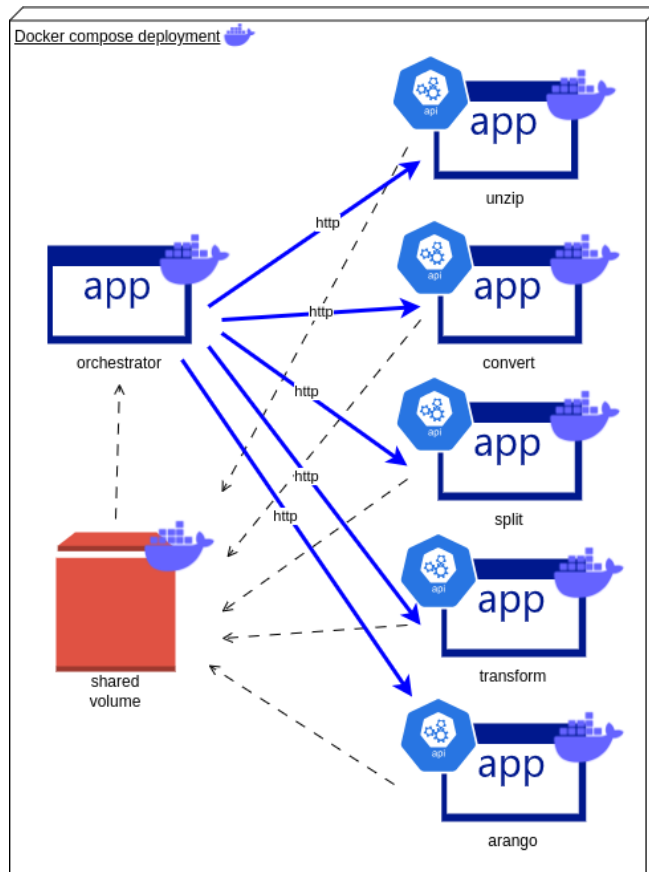 Docker compose deployment
api
app
unzip
http
app
orchestrator
api
app
convert
http
api
app
split
http
api
app
transform
http
shared
volume
api
app
arango
http